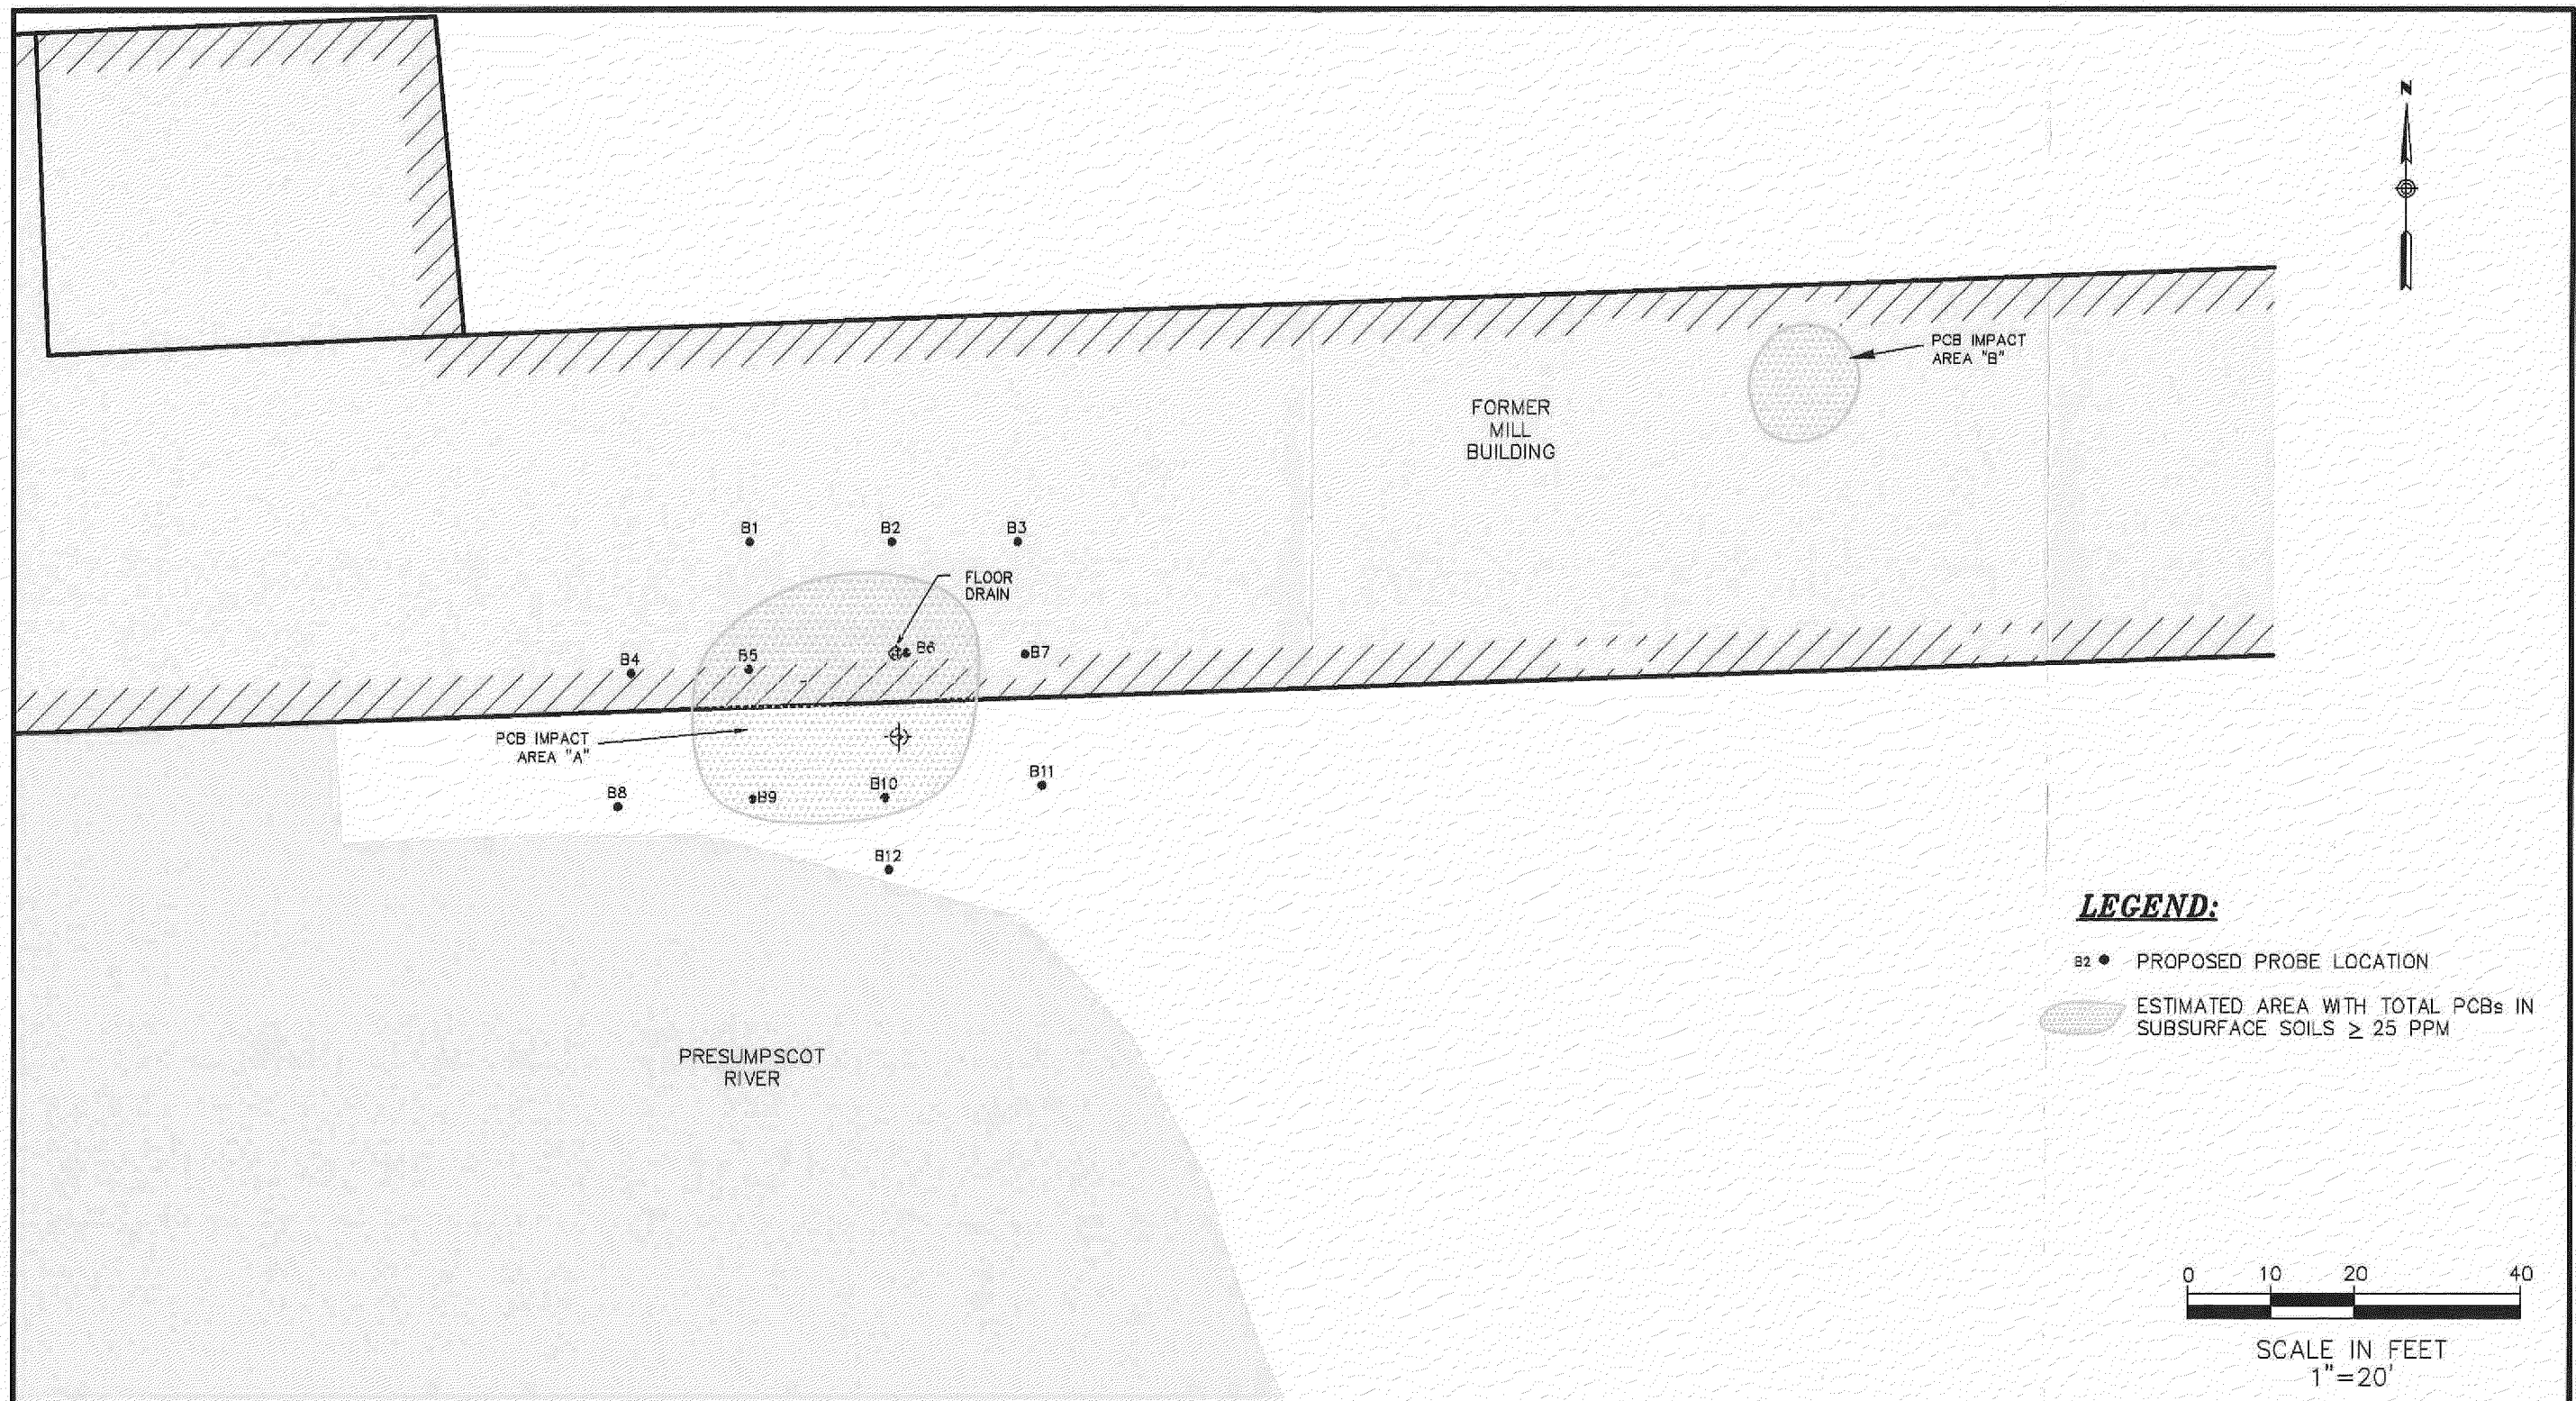 N
PCB IMPACT
AREA "B"
FORMER
MILL
BUILDING
B1
B2
B3
FLOOR
DRAIN
B4
B5
B6
B7
PCB IMPACT
AREA "A"
B8
B9
B10
B11
B12
PRESUMPSCOT
RIVER
LEGEND:
B2 PROPOSED PROBE LOCATION
ESTIMATED AREA WITH TOTAL PCBs IN
SUBSURFACE SOILS ≥ 25 PPM
0 10 20 40
SCALE IN FEET
1"=20'